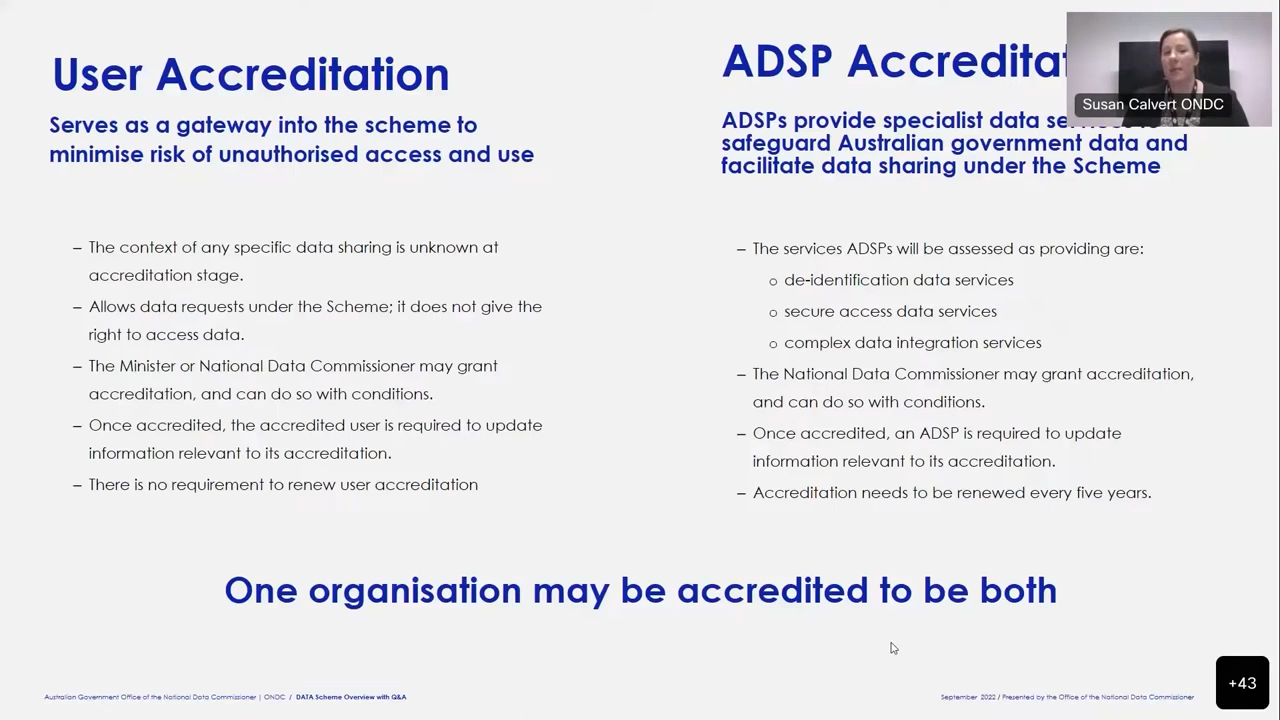 User Accreditation
Serves as a gateway into the scheme to
minimise risk of unauthorised access and use
– The context of any specific data sharing is unknown at
accreditation stage.
– Allows data requests under the Scheme; it does not give the
right to access data.
– The Minister or National Data Commissioner may grant
accreditation, and can do so with conditions.
– Once accredited, the accredited user is required to update
information relevant to its accreditation.
– There is no requirement to renew user accreditation
ADSP
Susan Calvert ONDC
ADSPs provide specialist data
safeguard Australian government data and
facilitate data sharing under the Scheme
– The services ADSPs will be assessed as providing are:
o de-identification data services
o secure access data services
o complex data integration services
– The National Data Commissioner may grant accreditation,
and can do so with conditions.
– Once accredited, an ADSP is required to update
information relevant to its accreditation.
– Accreditation needs to be renewed every five years.
One organisation may be accredited to be both
Australian Government Office of the National Data Commissioner | ONDC / DATA Scheme Overview with Q&A
September 2022 / Presented by the Office of the National Data Commissioner
+43